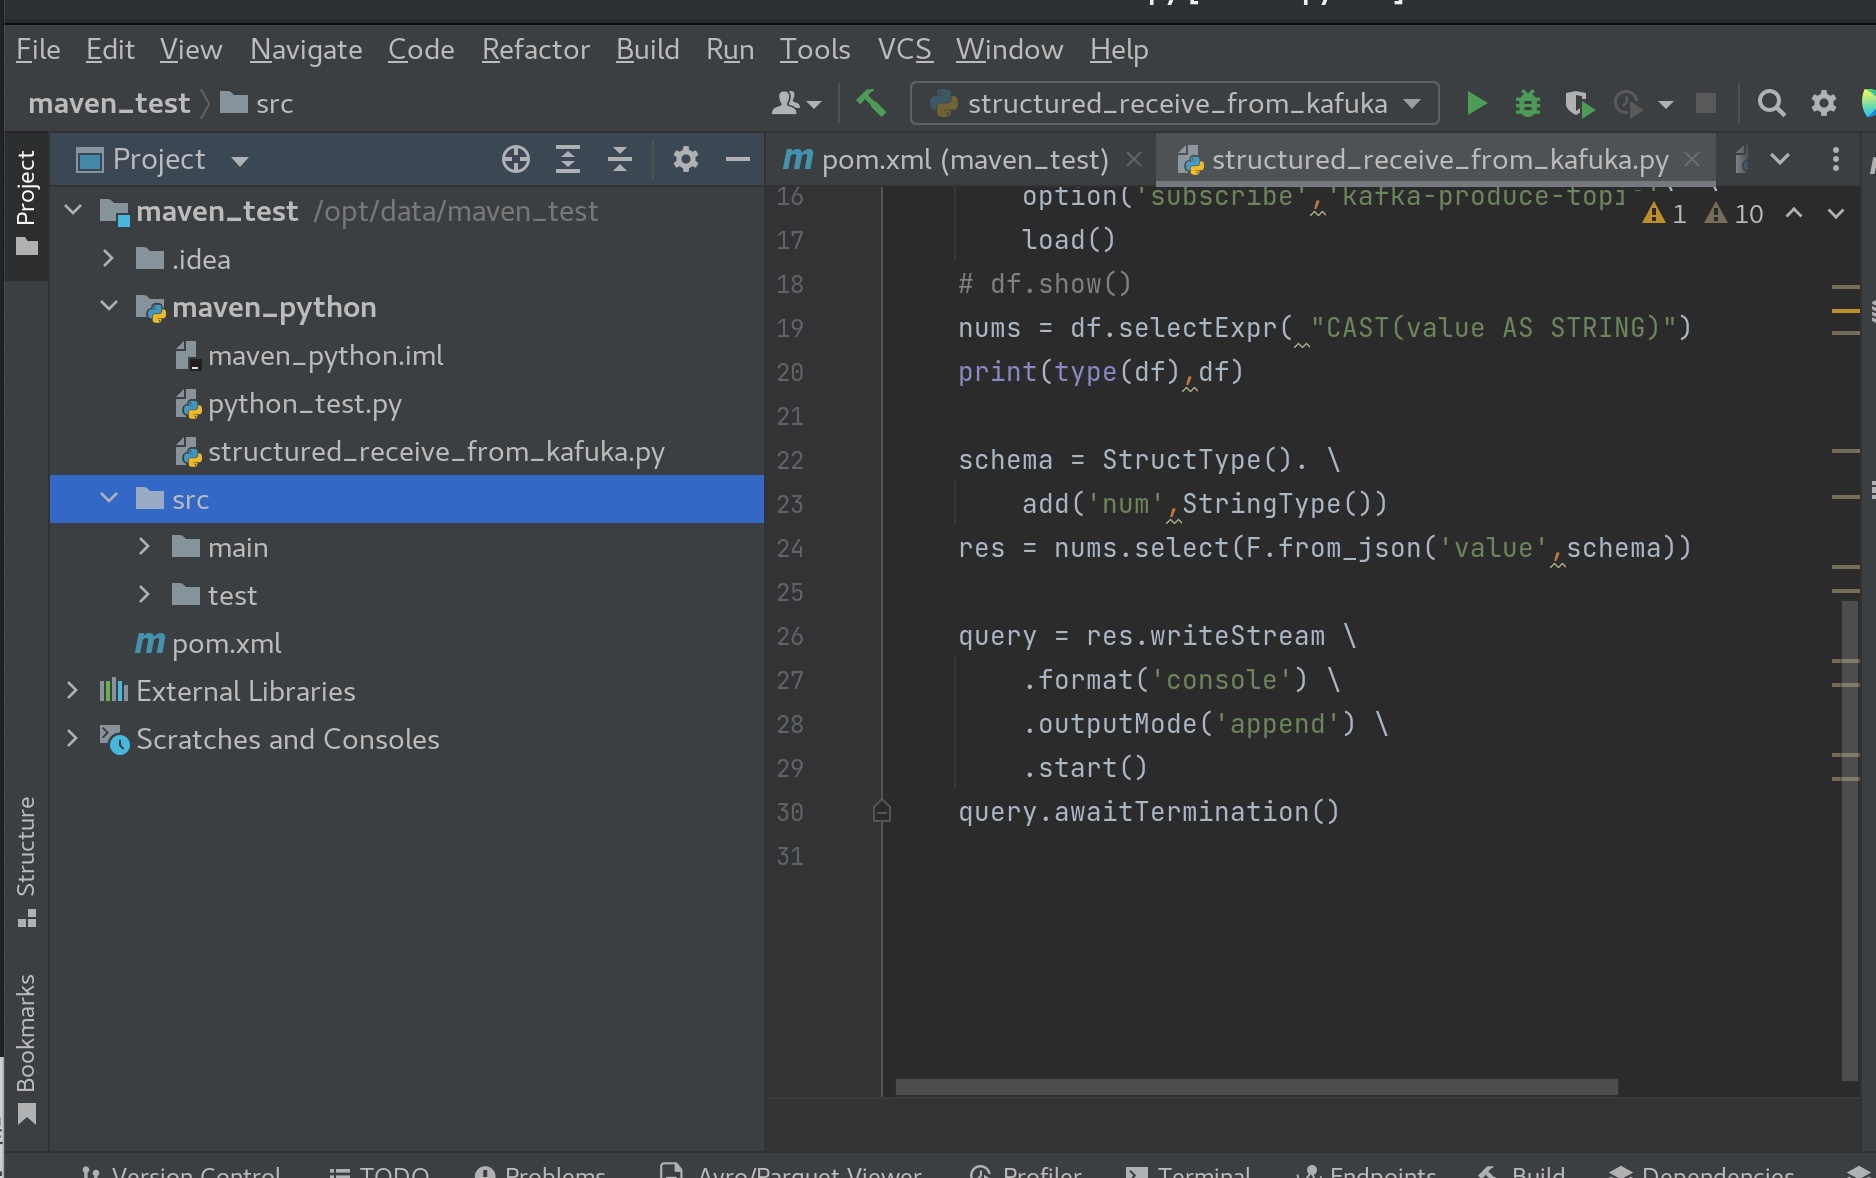 File Edit View Navigate Code Refactor Build Run Tools VCS Window Help
maven_test src
structured_receive_from_kafuka
Project
Project
pom.xml (maven_test)
structured_receive_from_kafuka.py
maven_test /opt/data/maven_test
.idea
maven_python
maven_python.iml
python_test.py
structured_receive_from_kafuka.py
src
main
test
pom.xml
External Libraries
Scratches and Consoles
Structure
Bookmarks
1 10
16 option('subscribe','kafka-produce-topi
17 load()
18 # df.show()
19 nums = df.selectExpr( "CAST(value AS STRING)")
20 print(type(df),df)
21
22 schema = StructType(). \
23 add('num',StringType())
24 res = nums.select(F.from_json('value',schema))
25
26 query = res.writeStream \
27 .format('console') \
28 .outputMode('append') \
29 .start()
30 query.awaitTermination()
31
Version Control TODO Problems Avro/Parquet Viewer Profiler Terminal Endpoints Build Dependencies